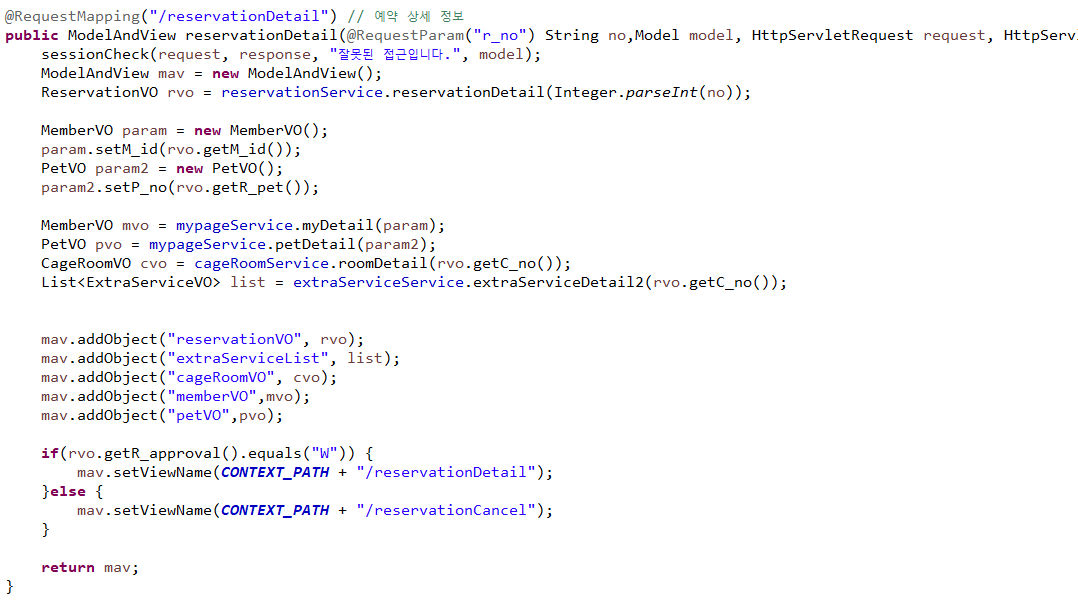 @RequestMapping("/reservationDetail") // 예약 상세 정보
public ModelAndView reservationDetail(@RequestParam("r_no") String no,Model model, HttpServletRequest request, HttpServ
sessionCheck(request, response, "잘못된 접근입니다.", model);
ModelAndView mav = new ModelAndView();
ReservationVO rvo = reservationService.reservationDetail(Integer.parseInt(no));
MemberVO param = new MemberVO();
param.setM_id(rvo.getM_id());
PetVO param2 = new PetVO();
param2.setP_no(rvo.getR_pet());
MemberVO mvo = mypageService.myDetail(param);
PetVO pvo = mypageService.petDetail(param2);
CageRoomVO cvo = cageRoomService.roomDetail(rvo.getC_no());
List<ExtraServiceVO> list = extraServiceService.extraServiceDetail2(rvo.getC_no());
mav.addObject("reservationVO", rvo);
mav.addObject("extraServiceList", list);
mav.addObject("cageRoomVO", cvo);
mav.addObject("memberVO",mvo);
mav.addObject("petVO",pvo);
if(rvo.getR_approval().equals("W")) {
mav.setViewName(CONTEXT_PATH + "/reservationDetail");
}else {
mav.setViewName(CONTEXT_PATH + "/reservationCancel");
}
return mav;
}